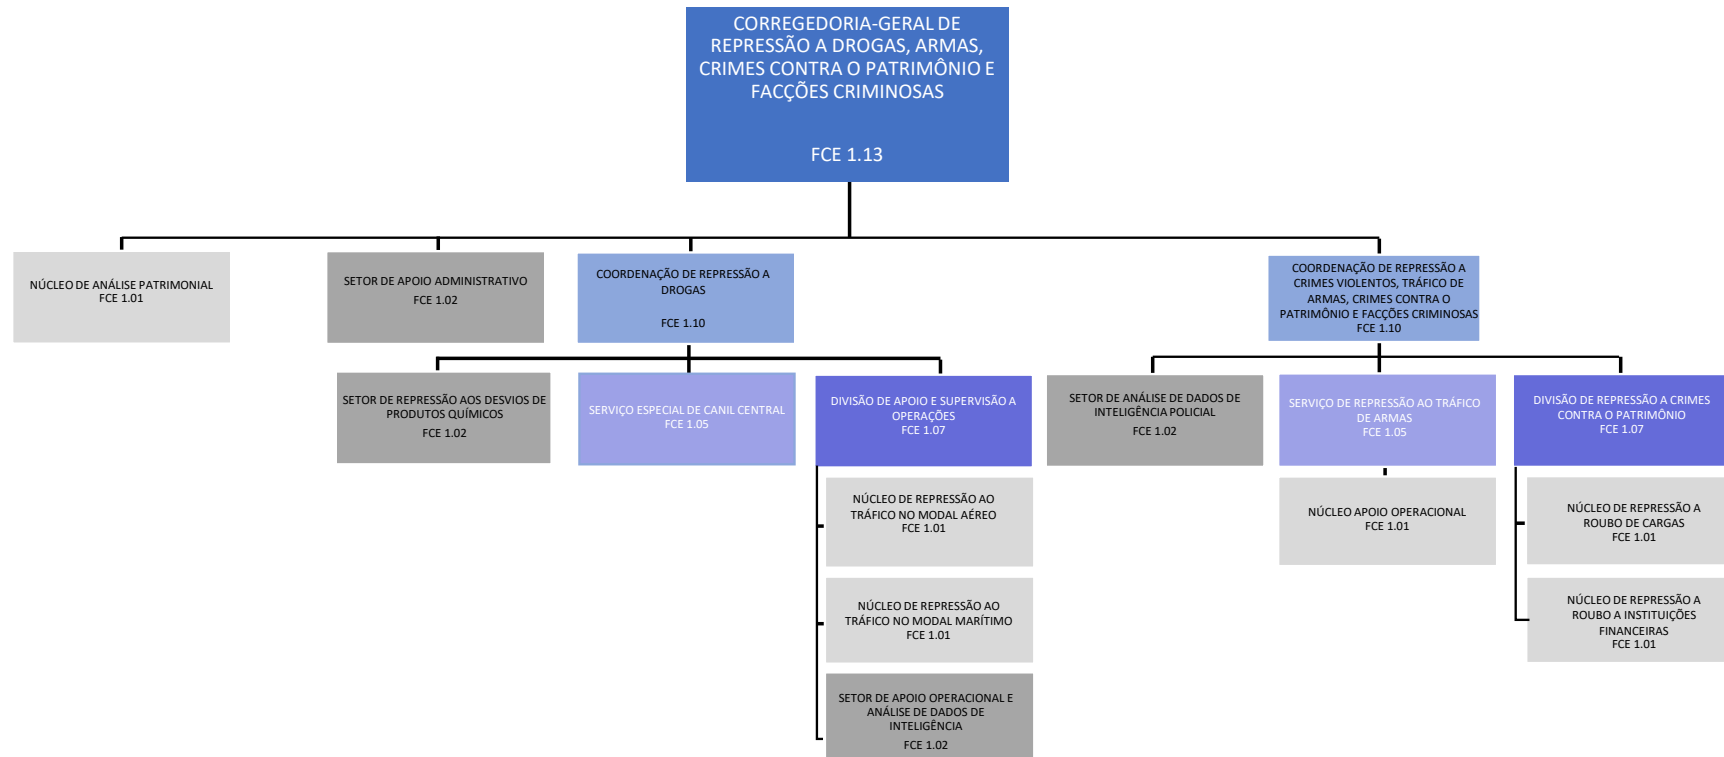 CORREGEDORIA-GERAL DE
REPRESSÃO A DROGAS, ARMAS,
CRIMES CONTRA O PATRIMÔNIO E
FACÇÕES CRIMINOSAS
FCE 1.13
NÚCLEO DE ANÁLISE PATRIMONIAL
FCE 1.01
SETOR DE APOIO ADMINISTRATIVO
FCE 1.02
COORDENAÇÃO DE REPRESSÃO A
DROGAS
FCE 1.10
COORDENAÇÃO DE REPRESSÃO A
CRIMES VIOLENTOS, TRÁFICO DE
ARMAS, CRIMES CONTRA O
PATRIMÔNIO E FACÇÕES CRIMINOSAS
FCE 1.10
SETOR DE REPRESSÃO AOS DESVIOS DE
PRODUTOS QUÍMICOS
FCE 1.02
SERVIÇO ESPECIAL DE CANIL CENTRAL
FCE 1.05
DIVISÃO DE APOIO E SUPERVISÃO A
OPERAÇÕES
FCE 1.07
SETOR DE ANÁLISE DE DADOS DE
INTELIGÊNCIA POLICIAL
FCE 1.02
SERVIÇO DE REPRESSÃO AO TRÁFICO
DE ARMAS
FCE 1.05
DIVISÃO DE REPRESSÃO A CRIMES
CONTRA O PATRIMÔNIO
FCE 1.07
NÚCLEO DE REPRESSÃO AO
TRÁFICO NO MODAL AÉREO
FCE 1.01
NÚCLEO APOIO OPERACIONAL
FCE 1.01
NÚCLEO DE REPRESSÃO A
ROUBO DE CARGAS
FCE 1.01
NÚCLEO DE REPRESSÃO AO
TRÁFICO NO MODAL MARÍTIMO
FCE 1.01
NÚCLEO DE REPRESSÃO A
ROUBO A INSTITUIÇÕES
FINANCEIRAS
FCE 1.01
SETOR DE APOIO OPERACIONAL E
ANÁLISE DE DADOS DE
INTELIGÊNCIA
FCE 1.02